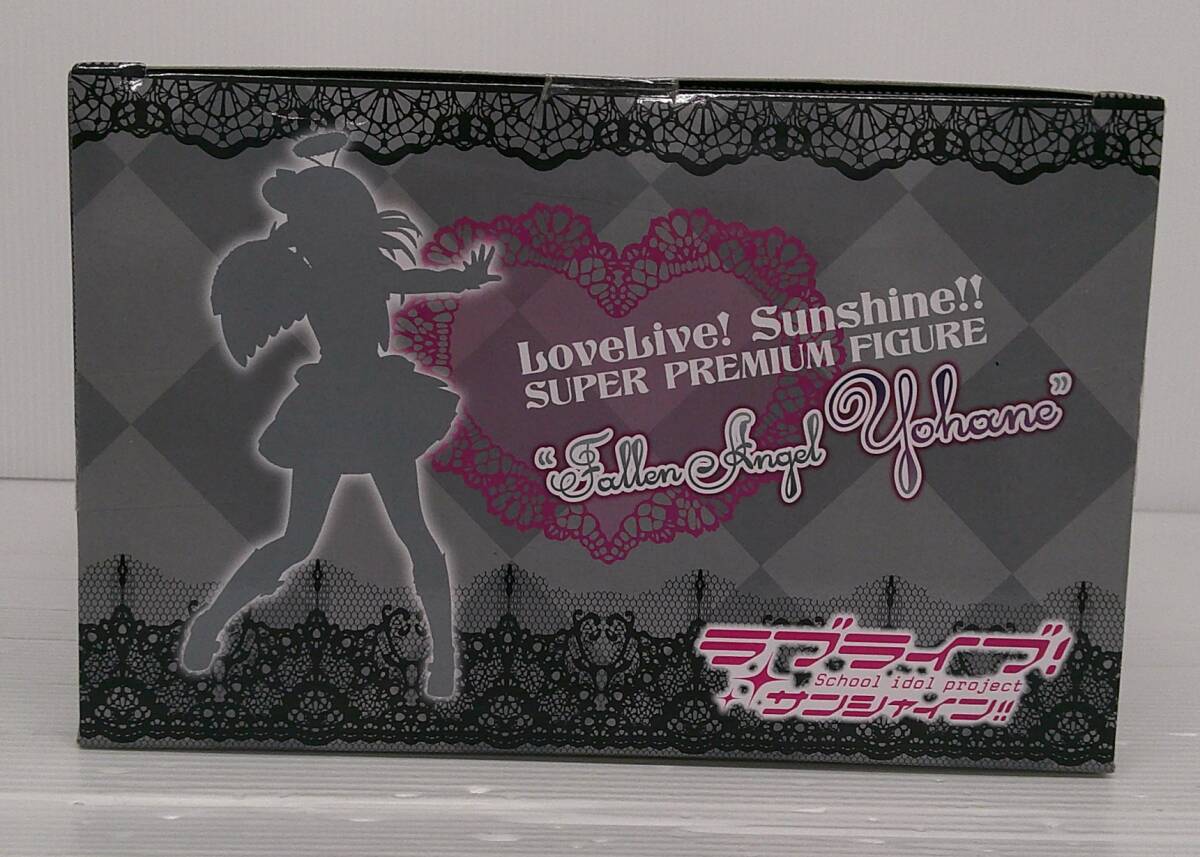 LoveLive! Sunshine!!
SUPER PREMIUM FIGURE
“Fallen Angel Yohane”
ラブライブ!
School idol project
サンシャイン!!